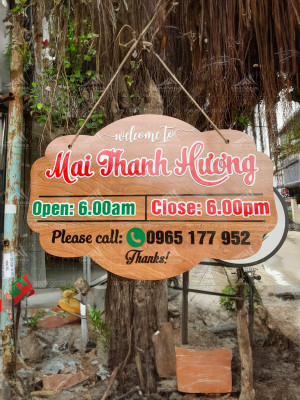 welcome to
Mai Thanh Hương
Open: 6.00am Close: 6.00pm
Please call: 0965 177 952
Thanks!